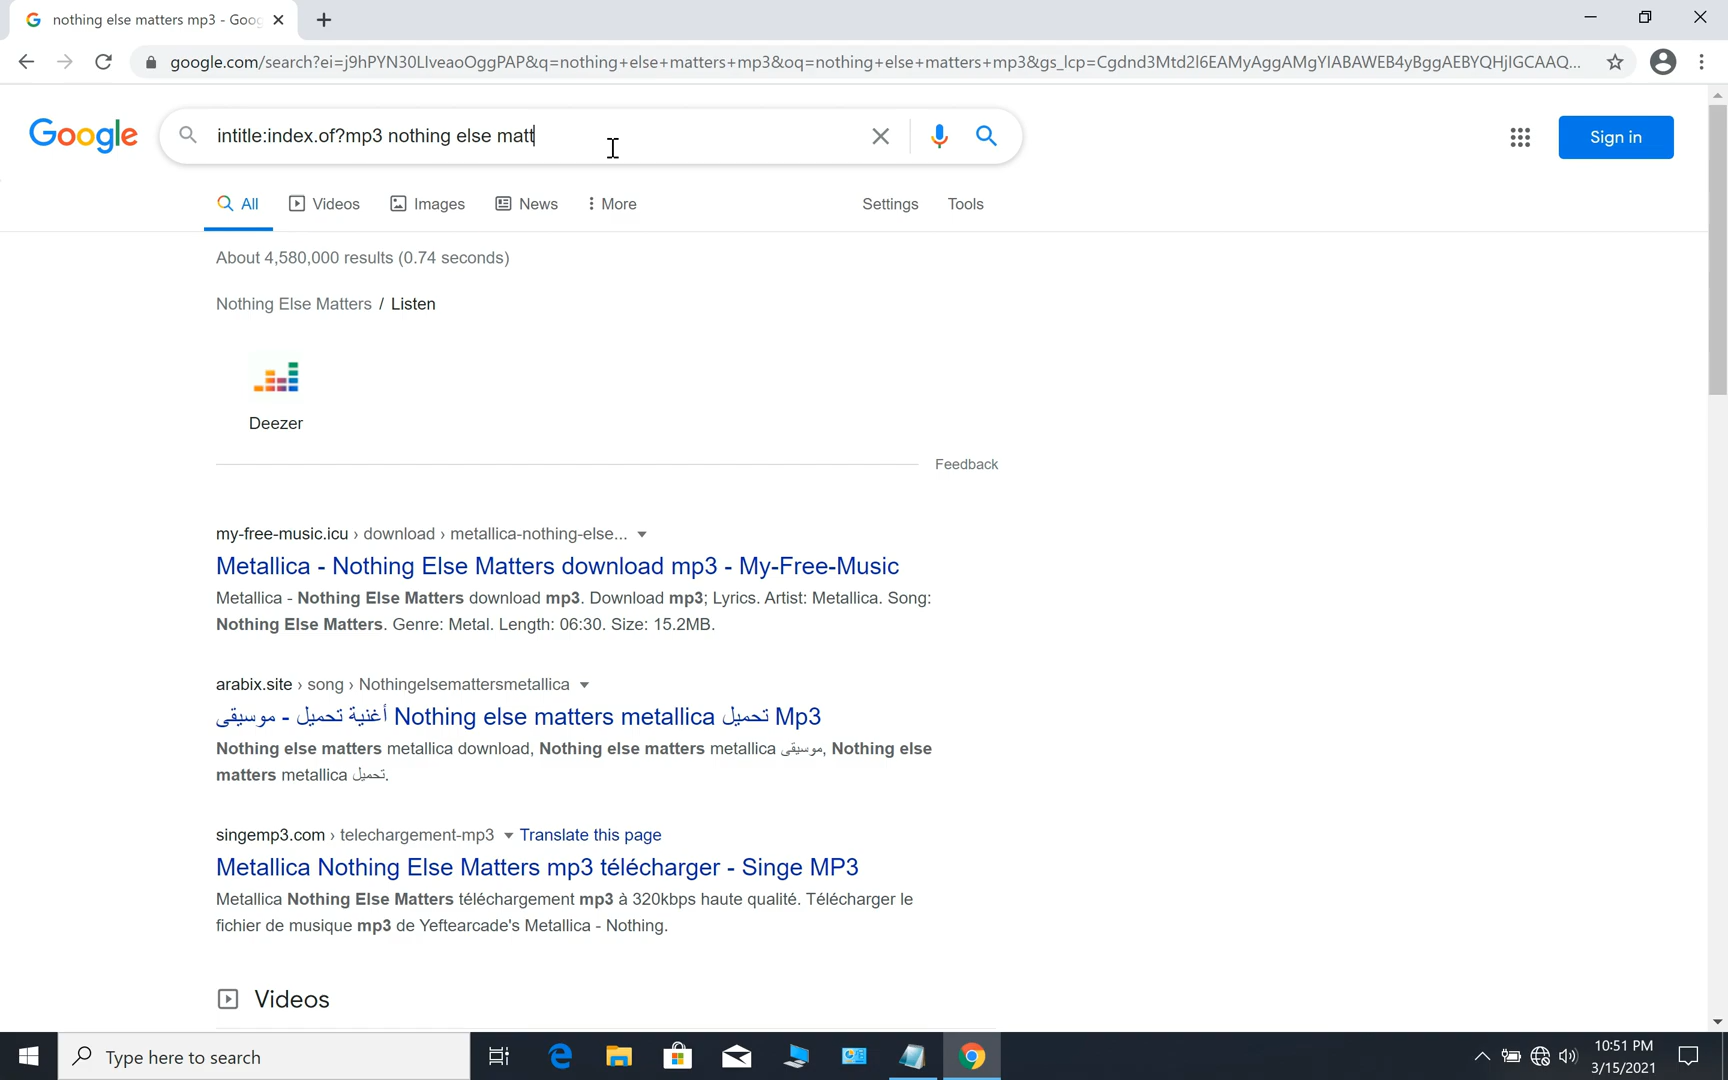 nothing else matters mp3 - Goog
google.com/search?ei=j9hPYN30LIveaoOggPAP&q=nothing+else+matters+mp3&oq=nothing+else+matters+mp3&gs_lcp=Cgdnd3Mtd2l6EAMyAggAMgYIABAWEB4yBggAEBYQHjIGCAAQ...
Google
intitle:index.of?mp3 nothing else matt
Sign in
All Videos Images News More Settings Tools
About 4,580,000 results (0.74 seconds)
Nothing Else Matters / Listen
Deezer
Feedback
my-free-music.icu › download › metallica-nothing-else...
Metallica - Nothing Else Matters download mp3 - My-Free-Music
Metallica - Nothing Else Matters download mp3. Download mp3; Lyrics. Artist: Metallica. Song:
Nothing Else Matters. Genre: Metal. Length: 06:30. Size: 15.2MB.
arabix.site › song › Nothingelsemattersmetallica
أغنية تحميل - موسيقى Nothing else matters metallica تحميل Mp3
Nothing else matters metallica download, Nothing else matters metallica موسيقى, Nothing else
matters metallica تحميل.
singemp3.com › telechargement-mp3 Translate this page
Metallica Nothing Else Matters mp3 télécharger - Singe MP3
Metallica Nothing Else Matters téléchargement mp3 à 320kbps haute qualité. Télécharger le
fichier de musique mp3 de Yeftearcade's Metallica - Nothing.
Videos
Type here to search
10:51 PM
3/15/2021